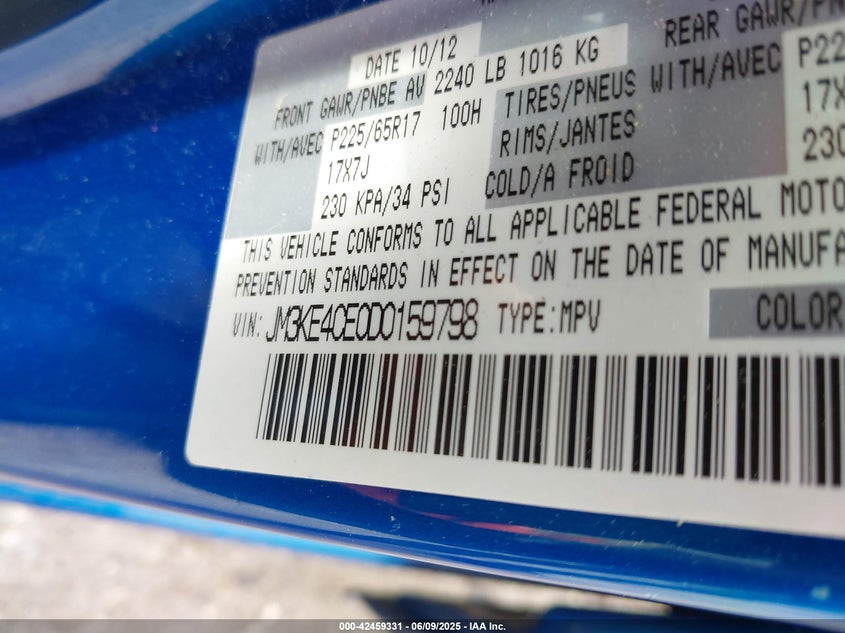 DATE 10/12
FRONT GAWR/PNBE AV 2240 LB 1016 KG REAR GAWR/PN
WITH/AVEC P225/65R17 100H TIRES/PNEUS WITH/AVEC P22
17X7J RIMS/JANTES 17X
230 KPA/34 PSI COLD/A FROID 230
THIS VEHICLE CONFORMS TO ALL APPLICABLE FEDERAL MOTO
PREVENTION STANDARDS IN EFFECT ON THE DATE OF MANUFA
VIN: JM3KE4CE0D0159798 TYPE:MPV COLOR
000-42459331 - 06/09/2025 - IAA Inc.